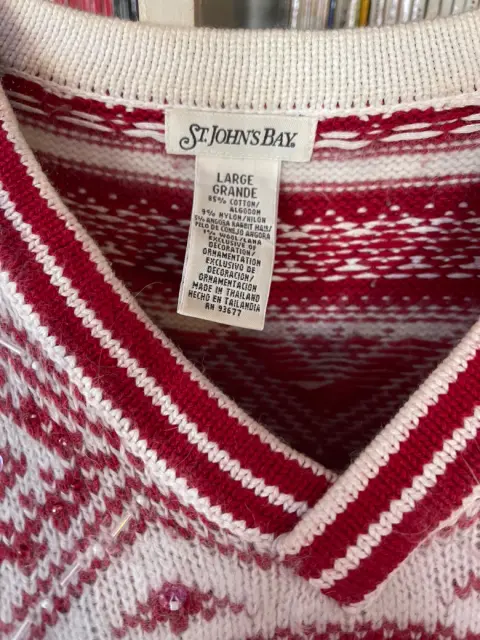 ST. JOHN'S BAY.
LARGE
GRANDE
85% COTTON/
ALGODON
9% NYLON/NILON
5% ANGORA RABBIT HAIR/
PELO DE CONEJO ANGORA
1% WOOL/LANA
EXCLUSIVE OF
DECORATION/
ORNAMENTATION
EXCLUSIVO DE
DECORACION/
ORNAMENTACION
MADE IN THAILAND
HECHO EN TAILANDIA
RN 93677